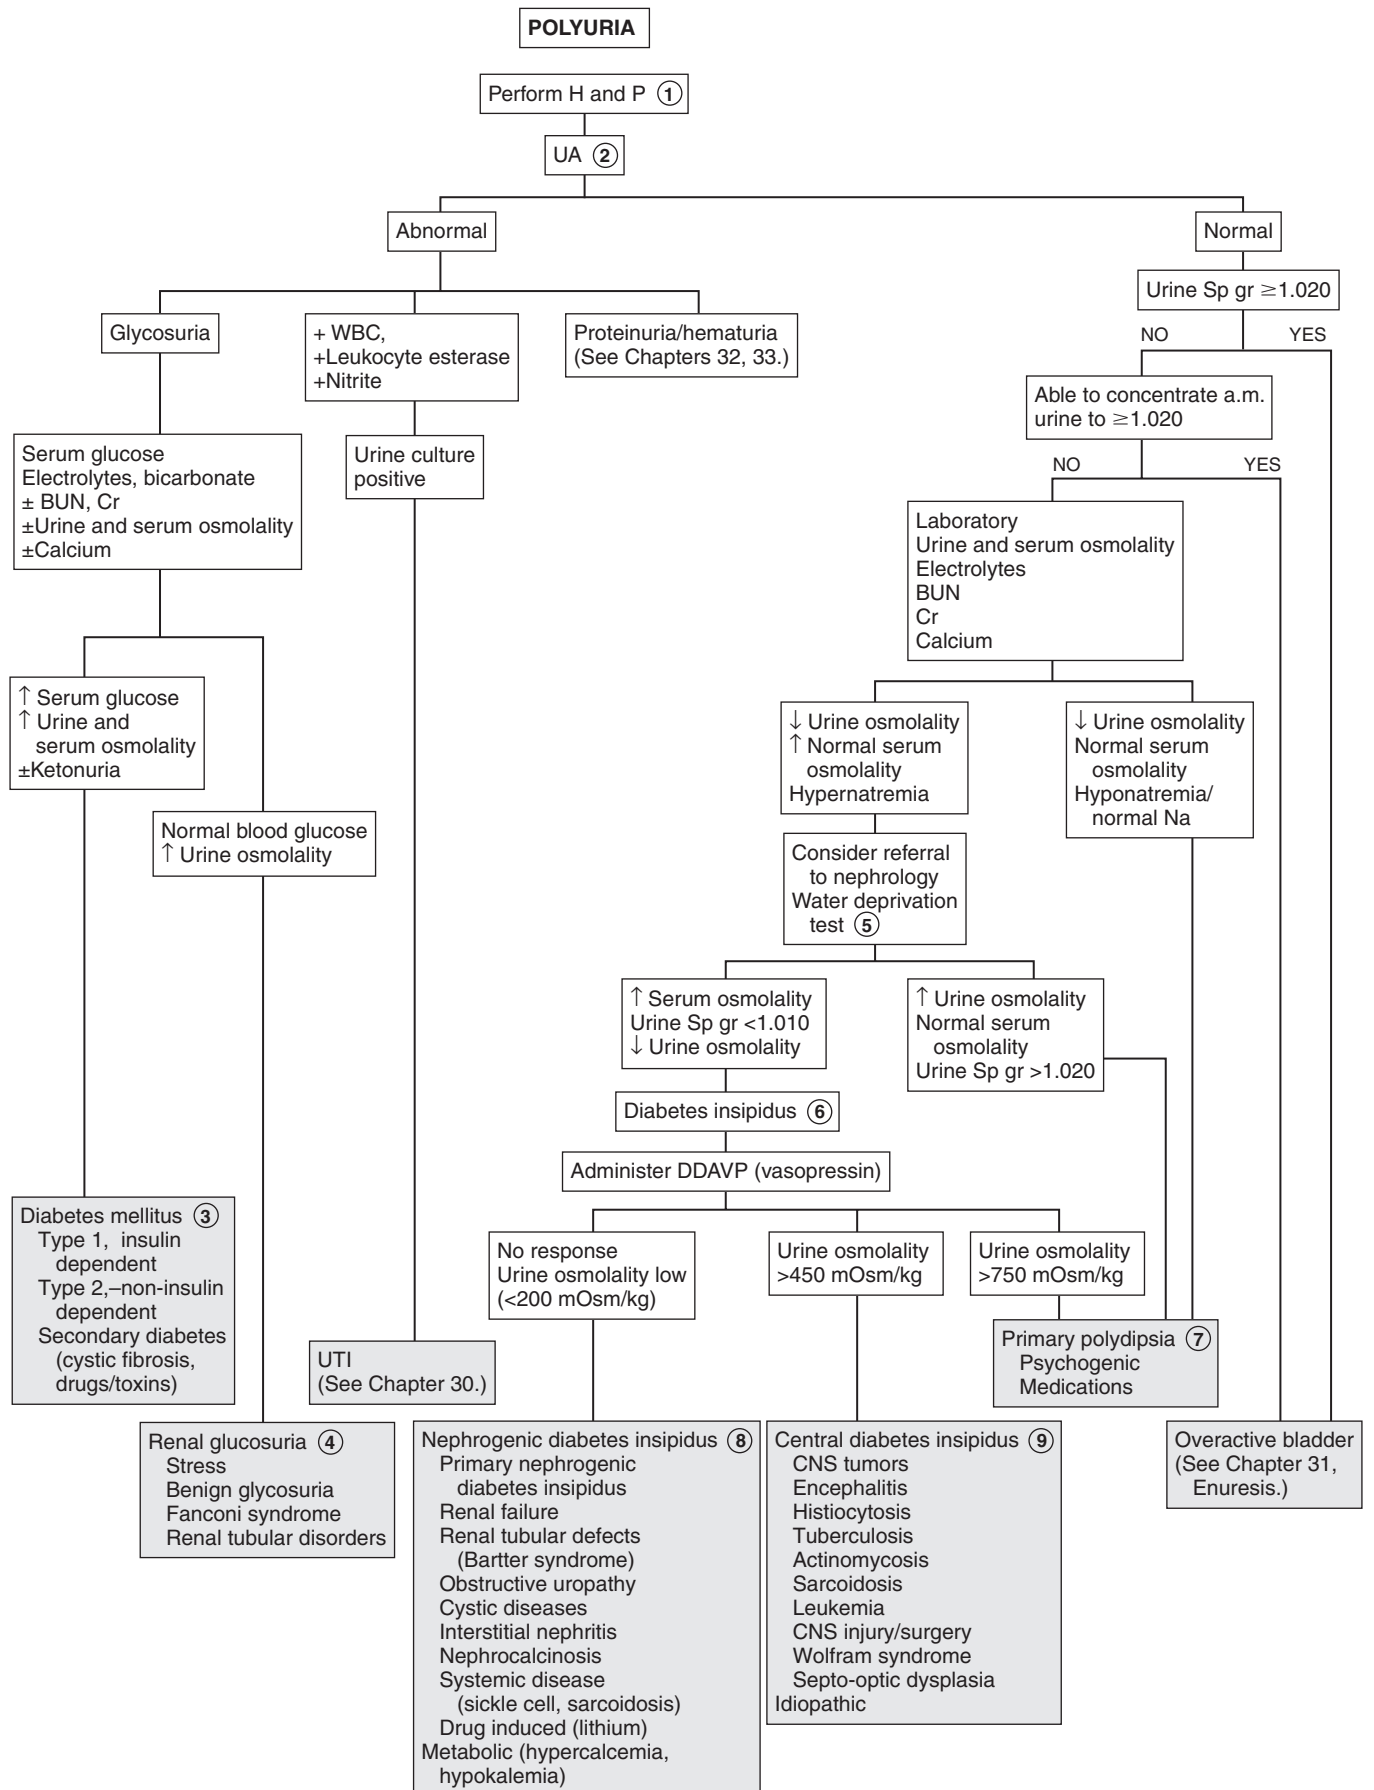 POLYURIA
Perform H and P 1
UA 2
Abnormal
Normal
Urine Sp gr ≥1.020
NO
YES
Glycosuria
+ WBC,
+Leukocyte esterase
+Nitrite
Proteinuria/hematuria
(See Chapters 32, 33.)
Able to concentrate a.m.
urine to ≥1.020
NO
YES
Serum glucose
Electrolytes, bicarbonate
± BUN, Cr
±Urine and serum osmolality
±Calcium
Urine culture
positive
Laboratory
Urine and serum osmolality
Electrolytes
BUN
Cr
Calcium
↑ Serum glucose
↑ Urine and
serum osmolality
±Ketonuria
Normal blood glucose
↑ Urine osmolality
↓ Urine osmolality
↑ Normal serum
osmolality
Hypernatremia
↓ Urine osmolality
Normal serum
osmolality
Hyponatremia/
normal Na
Consider referral
to nephrology
Water deprivation
test 5
↑ Serum osmolality
Urine Sp gr <1.010
↓ Urine osmolality
↑ Urine osmolality
Normal serum
osmolality
Urine Sp gr >1.020
Diabetes insipidus 6
Administer DDAVP (vasopressin)
No response
Urine osmolality low
(<200 mOsm/kg)
Urine osmolality
>450 mOsm/kg
Urine osmolality
>750 mOsm/kg
Diabetes mellitus 3
Type 1, insulin
dependent
Type 2,–non-insulin
dependent
Secondary diabetes
(cystic fibrosis,
drugs/toxins)
UTI
(See Chapter 30.)
Primary polydipsia 7
Psychogenic
Medications
Renal glucosuria 4
Stress
Benign glycosuria
Fanconi syndrome
Renal tubular disorders
Nephrogenic diabetes insipidus 8
Primary nephrogenic
diabetes insipidus
Renal failure
Renal tubular defects
(Bartter syndrome)
Obstructive uropathy
Cystic diseases
Interstitial nephritis
Nephrocalcinosis
Systemic disease
(sickle cell, sarcoidosis)
Drug induced (lithium)
Metabolic (hypercalcemia,
hypokalemia)
Central diabetes insipidus 9
CNS tumors
Encephalitis
Histiocytosis
Tuberculosis
Actinomycosis
Sarcoidosis
Leukemia
CNS injury/surgery
Wolfram syndrome
Septo-optic dysplasia
Idiopathic
Overactive bladder
(See Chapter 31,
Enuresis.)